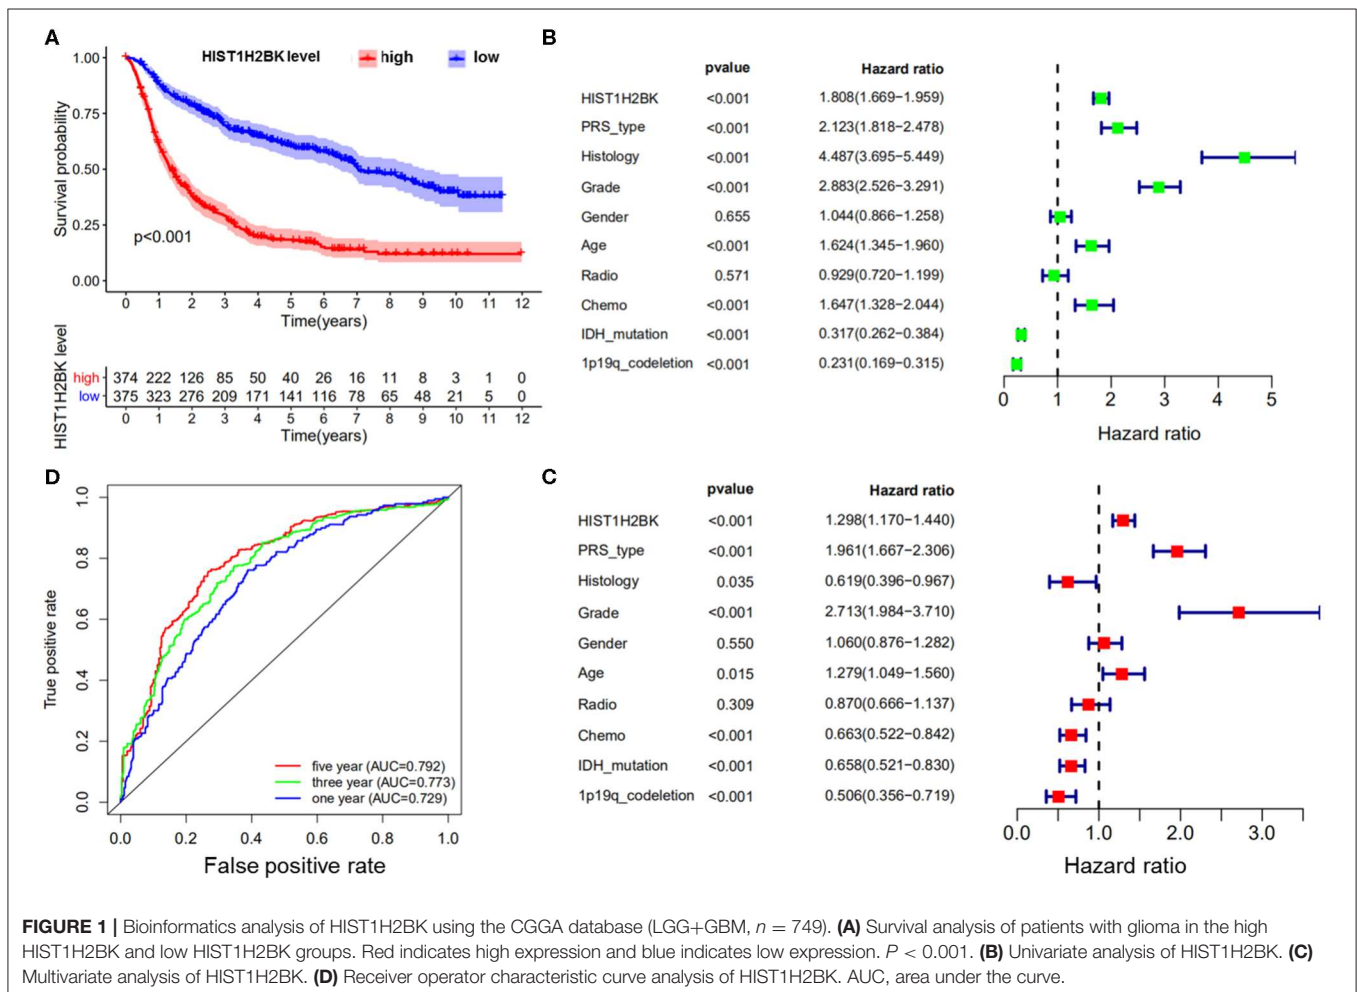 A
HIST1H2BK level high low
Survival probability
1.00
0.75
0.50
0.25
0.00
p<0.001
0 1 2 3 4 5 6 7 8 9 10 11 12
Time(years)
HIST1H2BK level
high 374 222 126 85 50 40 26 16 11 8 3 1 0
low 375 323 276 209 171 141 116 78 65 48 21 5 0
0 1 2 3 4 5 6 7 8 9 10 11 12
Time(years)
B
pvalue Hazard ratio
HIST1H2BK <0.001 1.808(1.669−1.959)
PRS_type <0.001 2.123(1.818−2.478)
Histology <0.001 4.487(3.695−5.449)
Grade <0.001 2.883(2.526−3.291)
Gender 0.655 1.044(0.866−1.258)
Age <0.001 1.624(1.345−1.960)
Radio 0.571 0.929(0.720−1.199)
Chemo <0.001 1.647(1.328−2.044)
IDH_mutation <0.001 0.317(0.262−0.384)
1p19q_codeletion <0.001 0.231(0.169−0.315)
0 1 2 3 4 5
Hazard ratio
D
True positive rate
1.0
0.8
0.6
0.4
0.2
0.0
five year (AUC=0.792)
three year (AUC=0.773)
one year (AUC=0.729)
0.0 0.2 0.4 0.6 0.8 1.0
False positive rate
C
pvalue Hazard ratio
HIST1H2BK <0.001 1.298(1.170−1.440)
PRS_type <0.001 1.961(1.667−2.306)
Histology 0.035 0.619(0.396−0.967)
Grade <0.001 2.713(1.984−3.710)
Gender 0.550 1.060(0.876−1.282)
Age 0.015 1.279(1.049−1.560)
Radio 0.309 0.870(0.666−1.137)
Chemo <0.001 0.663(0.522−0.842)
IDH_mutation <0.001 0.658(0.521−0.830)
1p19q_codeletion <0.001 0.506(0.356−0.719)
0.0 1.0 2.0 3.0
Hazard ratio
FIGURE 1 | Bioinformatics analysis of HIST1H2BK using the CGGA database (LGG+GBM, n = 749). (A) Survival analysis of patients with glioma in the high
HIST1H2BK and low HIST1H2BK groups. Red indicates high expression and blue indicates low expression. P < 0.001. (B) Univariate analysis of HIST1H2BK. (C)
Multivariate analysis of HIST1H2BK. (D) Receiver operator characteristic curve analysis of HIST1H2BK. AUC, area under the curve.